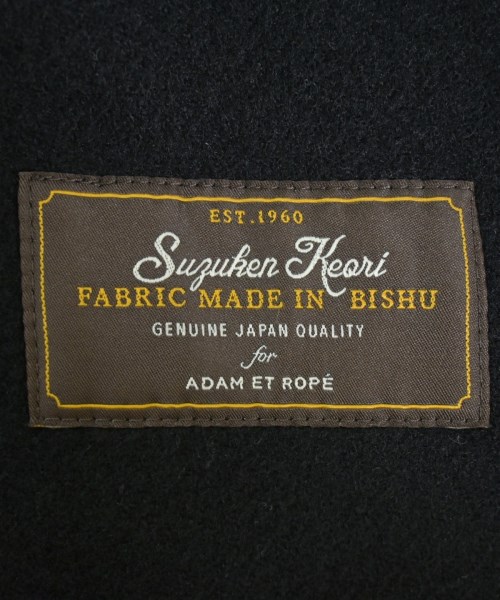 EST.1960
Suzuken Keori
FABRIC MADE IN BISHU
GENUINE JAPAN QUALITY
for
ADAM ET ROPÉ